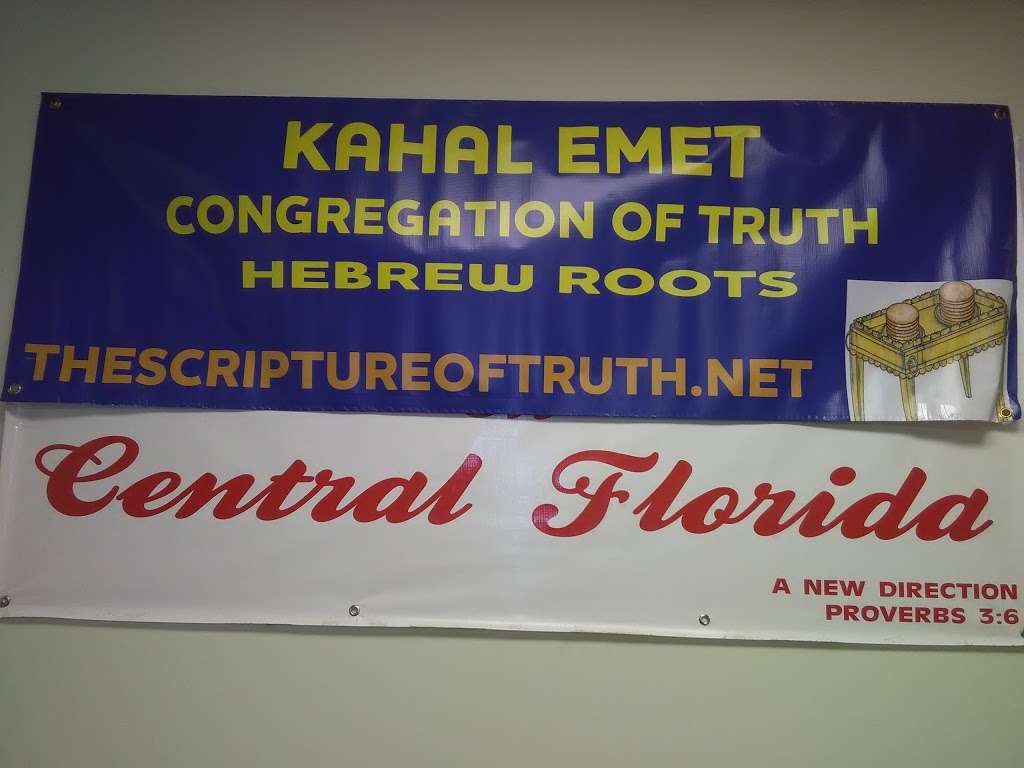 KAHAL EMET
CONGREGATION OF TRUTH
HEBREW ROOTS
THESCRIPTUREOFTRUTH.NET
Central Florida
A NEW DIRECTION
PROVERBS 3:6